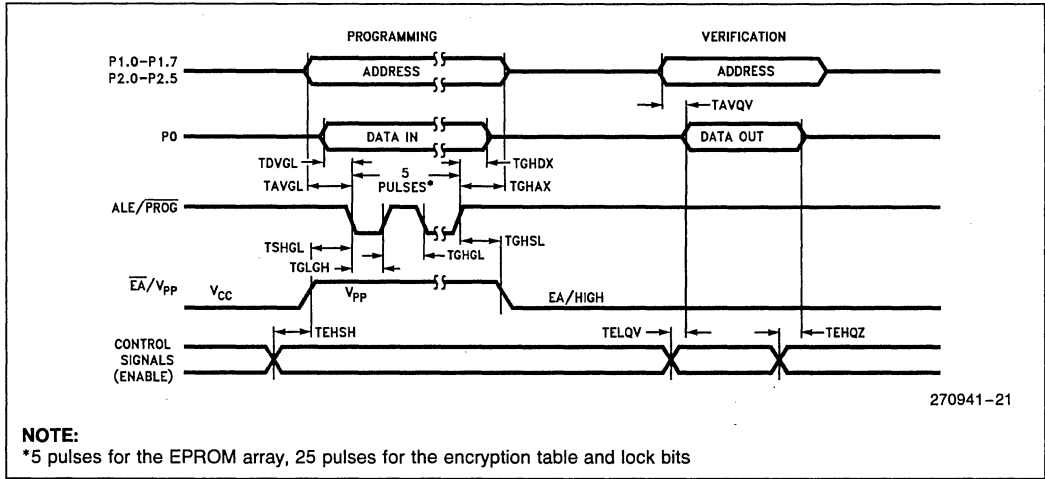 PROGRAMMING
VERIFICATION
P1.0–P1.7
P2.0–P2.5
ADDRESS
ADDRESS
TAVQV
P0
DATA IN
DATA OUT
TDVGL
TGHDX
5
PULSES*
TAVGL
TGHAX
ALE/PROG
TSHGL
TGHSL
TGHGL
TGLGH
EA/VPP
VCC
VPP
EA/HIGH
TEHSH
TELQV
TEHQZ
CONTROL
SIGNALS
(ENABLE)
270941–21
NOTE:
*5 pulses for the EPROM array, 25 pulses for the encryption table and lock bits